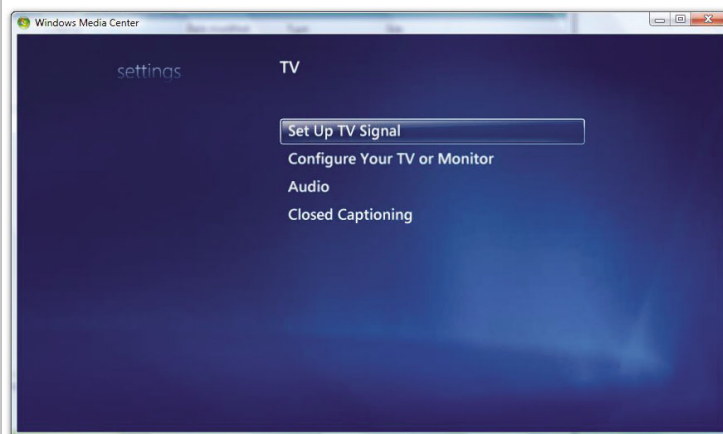 Windows Media Center
settings
TV
Set Up TV Signal
Configure Your TV or Monitor
Audio
Closed Captioning